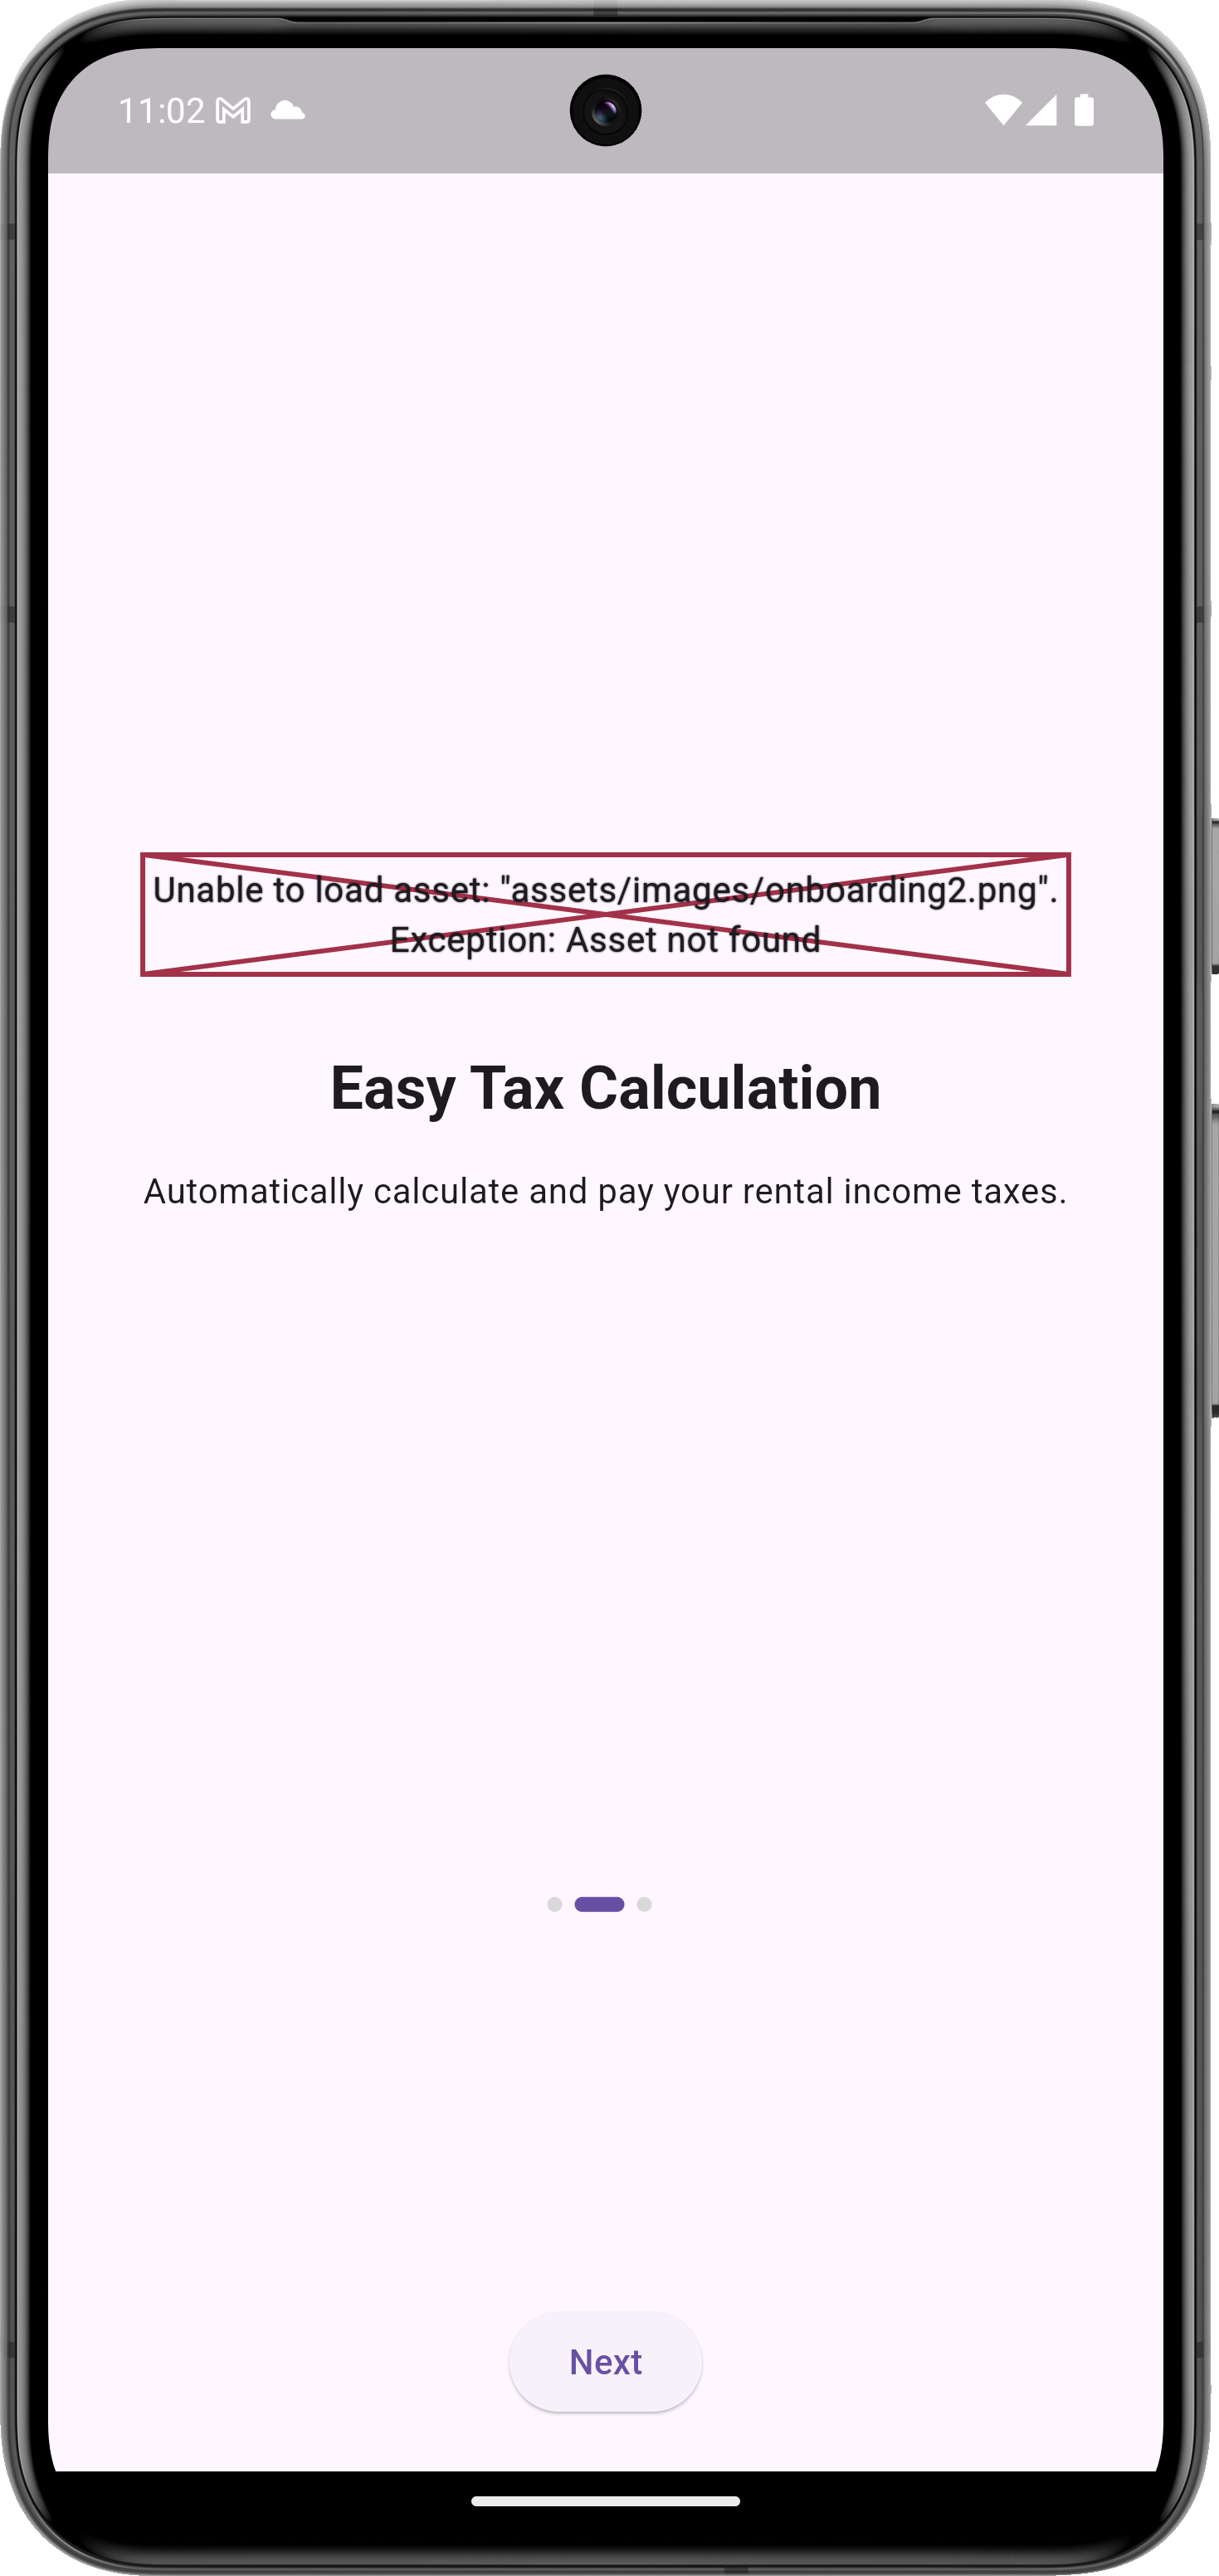 11:02
Unable to load asset: "assets/images/onboarding2.png".
Exception: Asset not found
Easy Tax Calculation
Automatically calculate and pay your rental income taxes.
Next